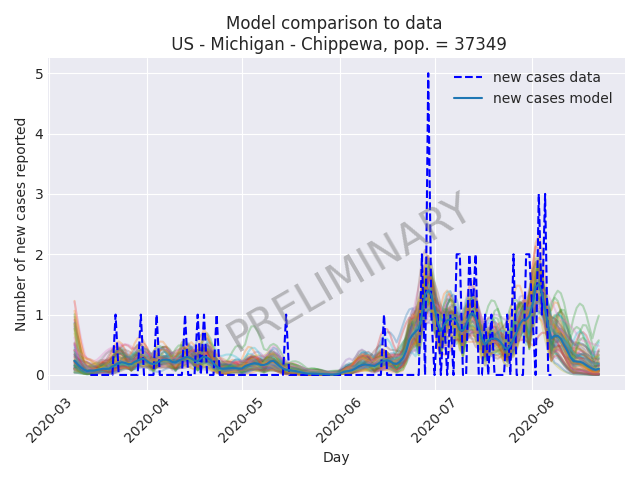 Model comparison to data
US - Michigan - Chippewa, pop. = 37349
new cases data
new cases model
PRELIMINARY
Number of new cases reported
5
4
3
2
1
0
2020-03
2020-04
2020-05
2020-06
2020-07
2020-08
Day